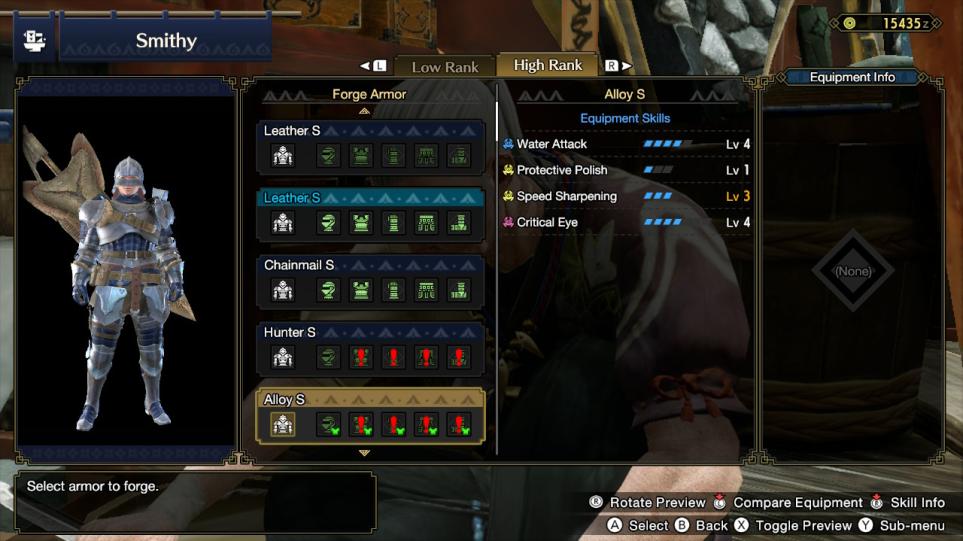 Smithy
15435z
L
Low Rank
High Rank
R
Forge Armor
Leather S
Leather S
Chainmail S
Hunter S
Alloy S
Alloy S
Equipment Skills
Water Attack Lv 4
Protective Polish Lv 1
Speed Sharpening Lv 3
Critical Eye Lv 4
Equipment Info
(None)
Select armor to forge.
R Rotate Preview Compare Equipment Skill Info
A Select B Back X Toggle Preview Y Sub-menu